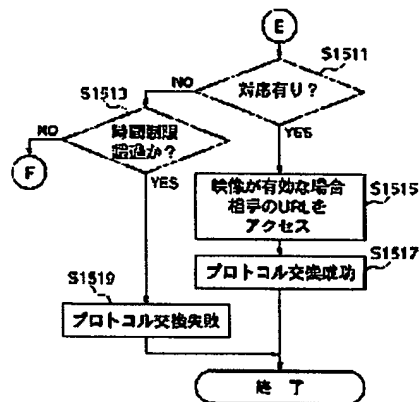 E
S1511
対応有り?
NO
YES
S1513
時間制限
超過か?
NO
YES
F
映像が有効な場合
相手のURLを
アクセス
S1515
プロトコル交換成功
S1517
S1519
プロトコル交換失敗
終 了